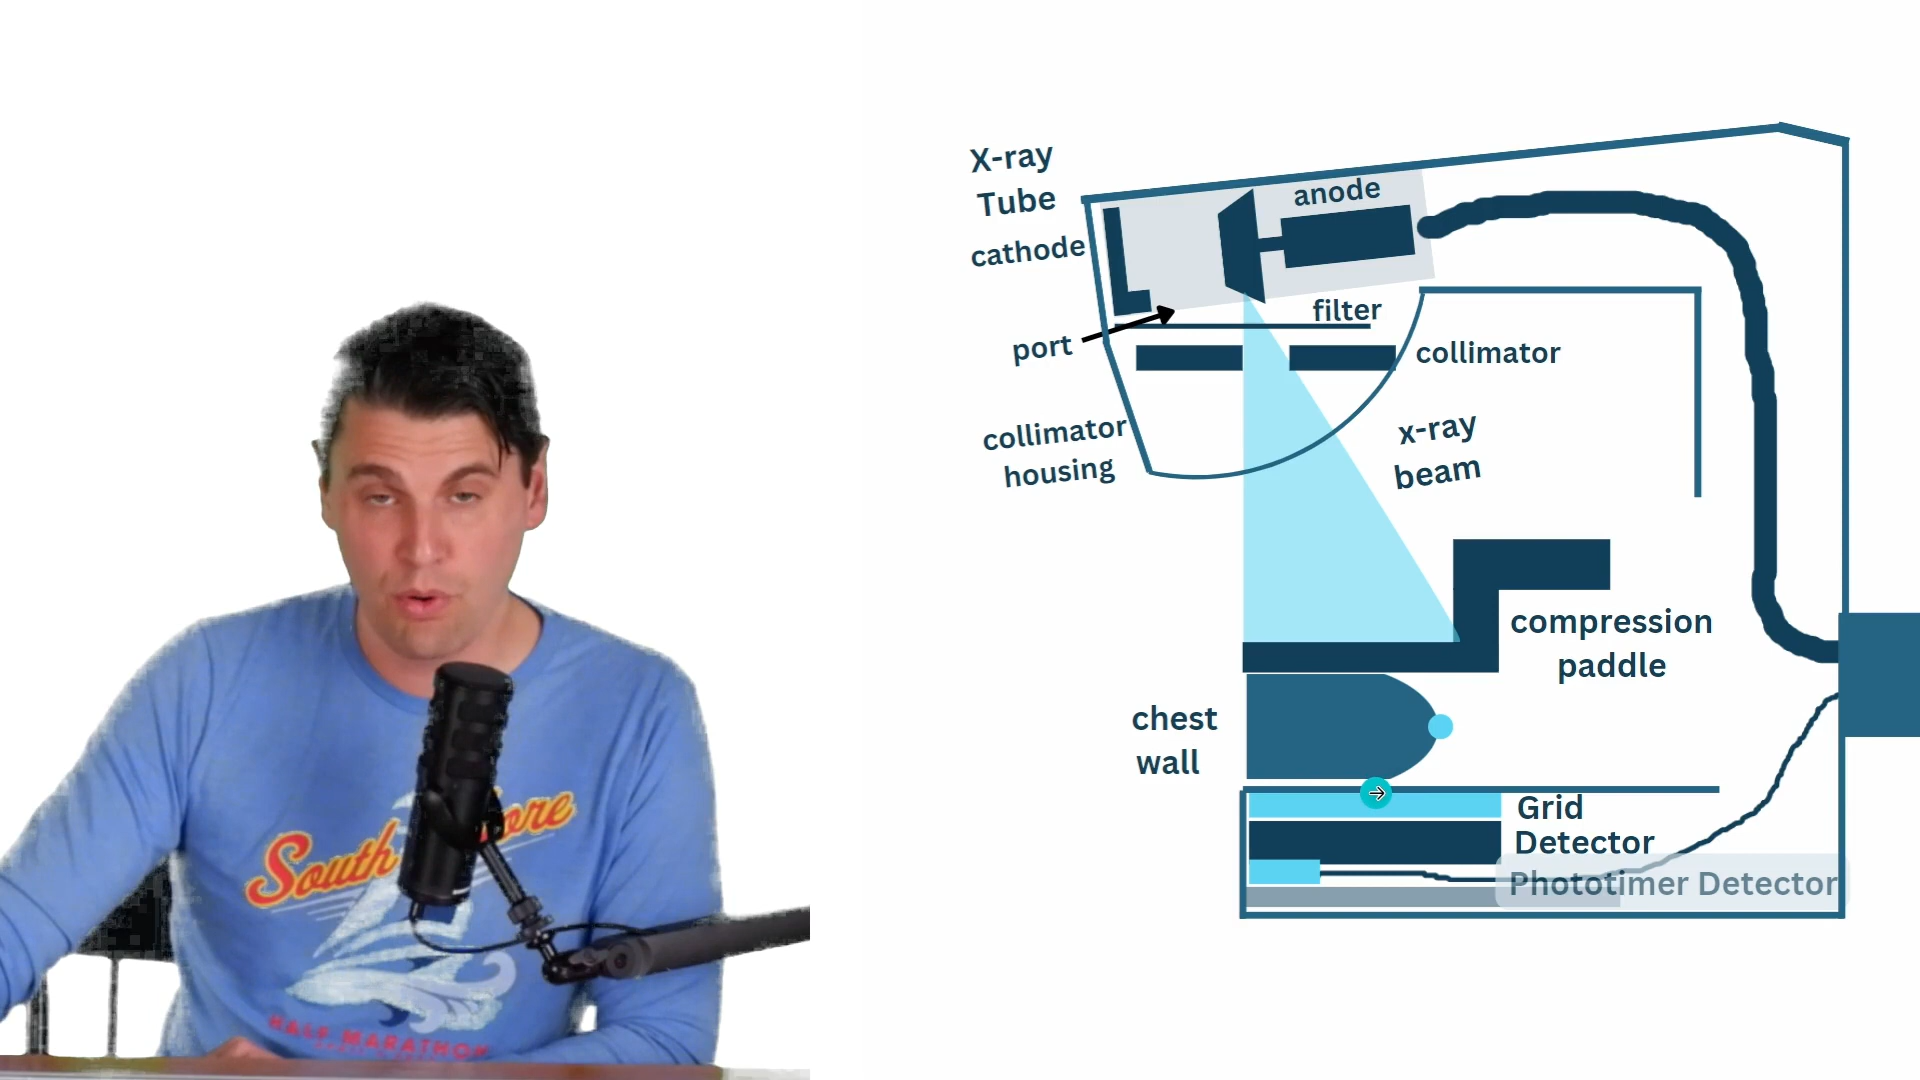 X-ray
Tube
cathode
anode
filter
port
collimator
collimator
housing
x-ray
beam
compression
paddle
chest
wall
Grid
Detector
Phototimer Detector
South
ore
HALF MARATHON